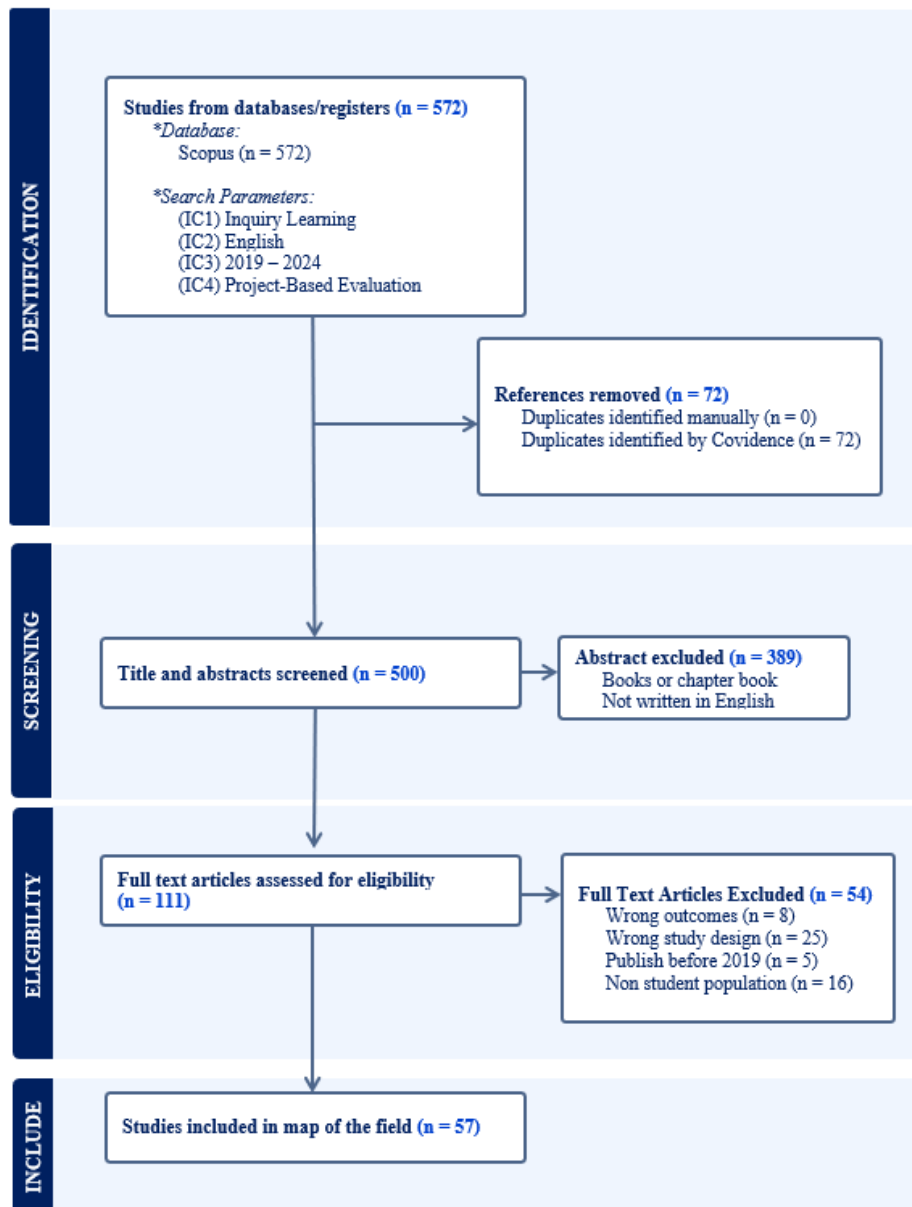 IDENTIFICATION
Studies from databases/registers (n = 572)
*Database:
Scopus (n = 572)
*Search Parameters:
(IC1) Inquiry Learning
(IC2) English
(IC3) 2019 – 2024
(IC4) Project-Based Evaluation
References removed (n = 72)
Duplicates identified manually (n = 0)
Duplicates identified by Covidence (n = 72)
SCREENING
Title and abstracts screened (n = 500)
Abstract excluded (n = 389)
Books or chapter book
Not written in English
ELIGIBILITY
Full text articles assessed for eligibility
(n = 111)
Full Text Articles Excluded (n = 54)
Wrong outcomes (n = 8)
Wrong study design (n = 25)
Publish before 2019 (n = 5)
Non student population (n = 16)
INCLUDE
Studies included in map of the field (n = 57)